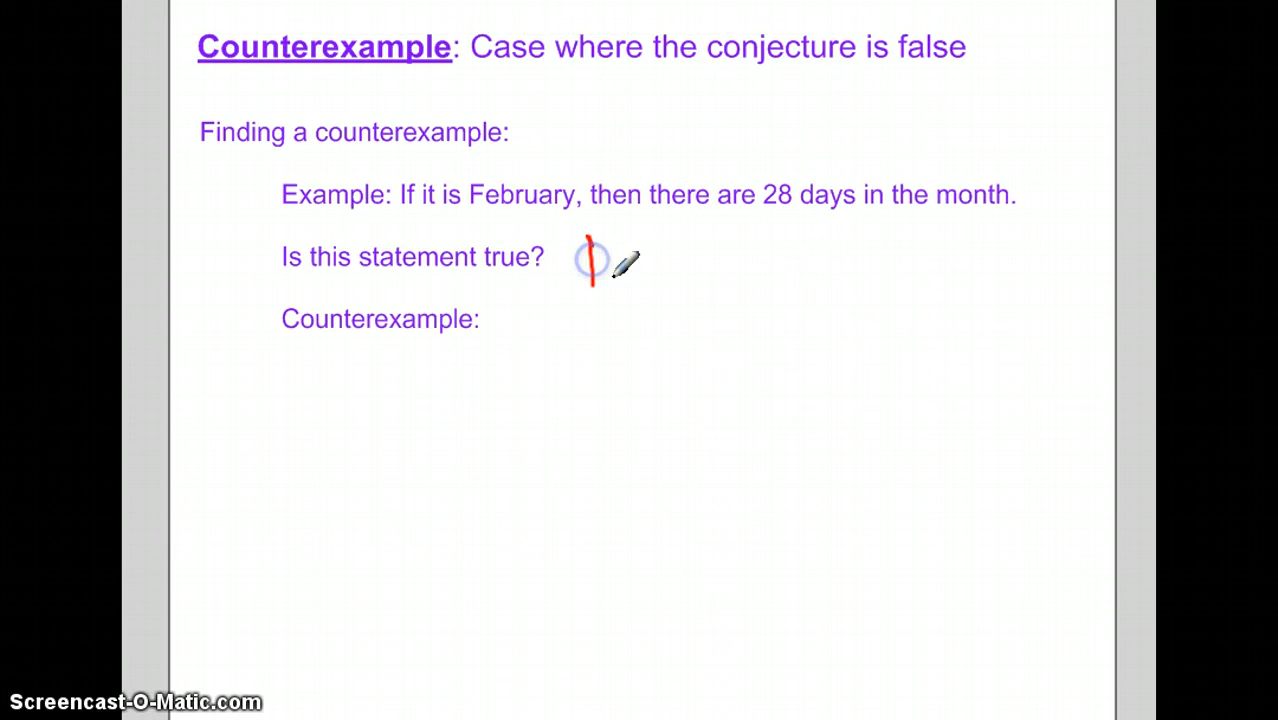 Counterexample: Case where the conjecture is false
Finding a counterexample:
Example: If it is February, then there are 28 days in the month.
Is this statement true?
Counterexample:
Screencast-O-Matic.com